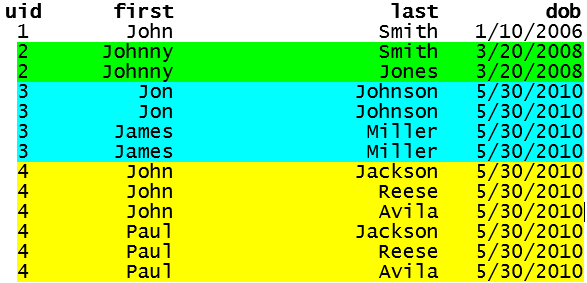 uid first last dob
1 John Smith 1/10/2006
2 Johnny Smith 3/20/2008
2 Johnny Jones 3/20/2008
3 Jon Johnson 5/30/2010
3 Jon Johnson 5/30/2010
3 James Miller 5/30/2010
3 James Miller 5/30/2010
4 John Jackson 5/30/2010
4 John Reese 5/30/2010
4 John Avila 5/30/2010
4 Paul Jackson 5/30/2010
4 Paul Reese 5/30/2010
4 Paul Avila 5/30/2010